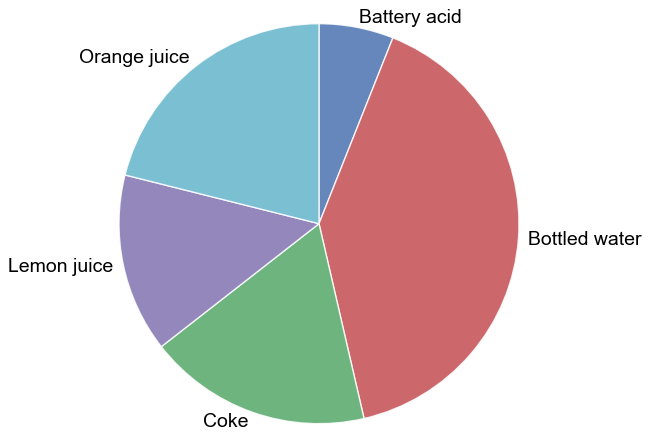 Battery acid
Orange juice
Bottled water
Lemon juice
Coke